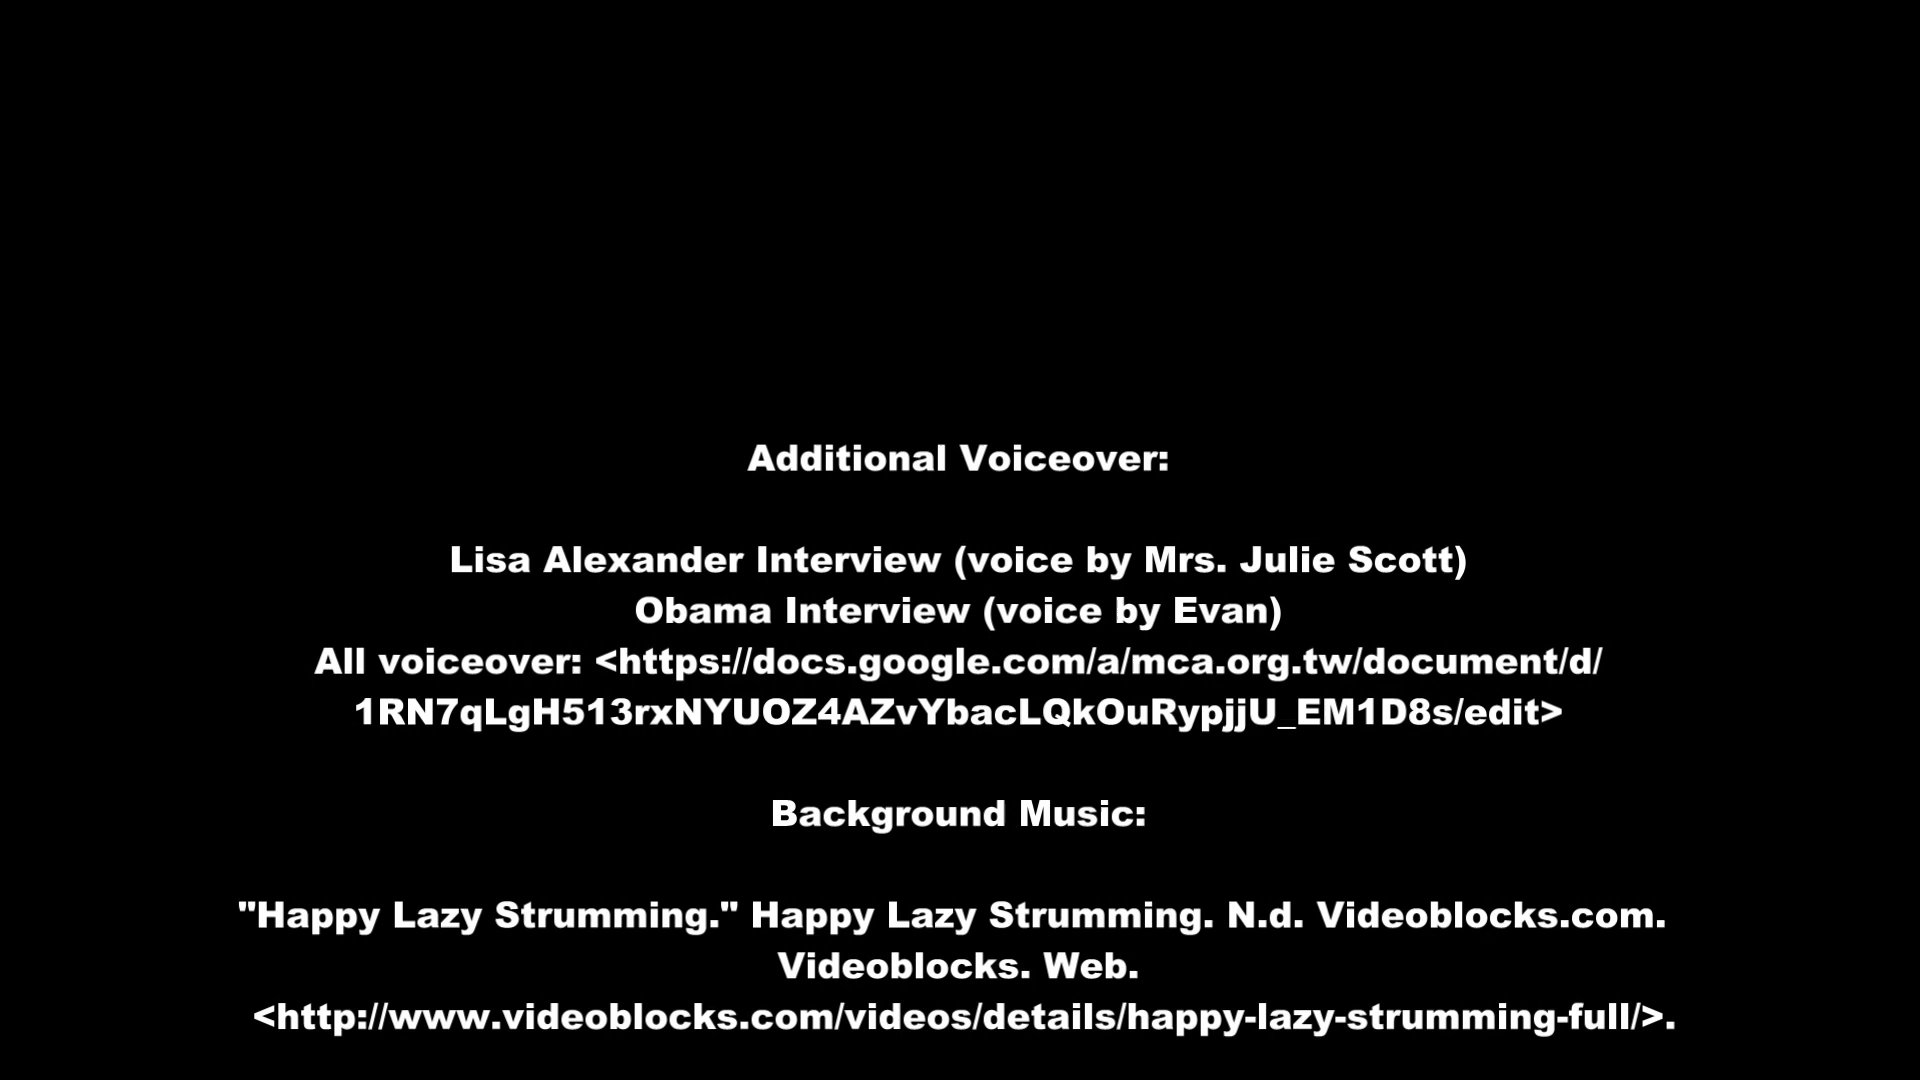 Additional Voiceover:
Lisa Alexander Interview (voice by Mrs. Julie Scott)
Obama Interview (voice by Evan)
All voiceover: <https://docs.google.com/a/mca.org.tw/document/d/
1RN7qLgH513rxNYUOZ4AZvYbacLQkOuRypjjU_EM1D8s/edit>
Background Music:
"Happy Lazy Strumming." Happy Lazy Strumming. N.d. Videoblocks.com.
Videoblocks. Web.
<http://www.videoblocks.com/videos/details/happy-lazy-strumming-full/>.